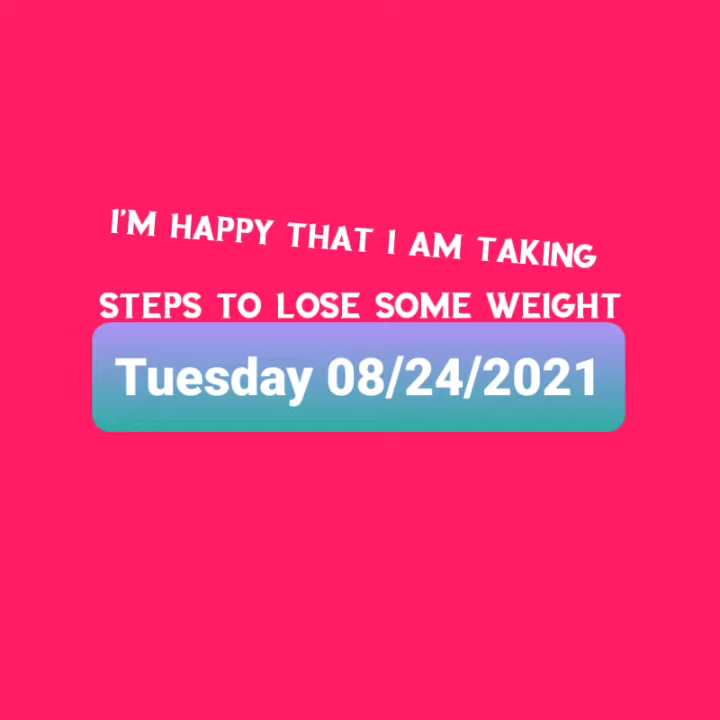 I'M HAPPY THAT I AM TAKING
STEPS TO LOSE SOME WEIGHT
Tuesday 08/24/2021